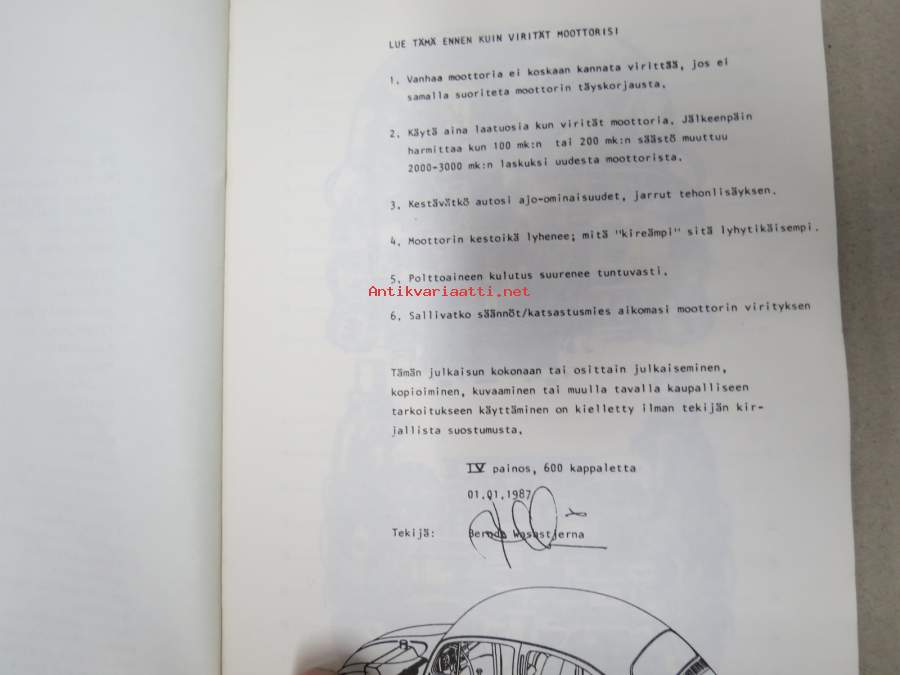 LUE TÄMÄ ENNEN KUIN VIRITÄT MOOTTORISI
1. Vanhaa moottoria ei koskaan kannata virittää, jos ei
samalla suoriteta moottorin täyskorjausta.
2. Käytä aina laatuosia kun virität moottoria. Jälkeenpäin
harmittaa kun 100 mk:n tai 200 mk:n säästö muuttuu
2000-3000 mk:n laskuksi uudesta moottorista.
3. Kestävätkö autosi ajo-ominaisuudet, jarrut tehonlisäyksen.
4. Moottorin kestoikä lyhenee; mitä "kireämpi" sitä lyhytikäisempi.
5. Polttoaineen kulutus suurenee tuntuvasti.
Antikvariaatti.net
6. Sallivatko säännöt/katsastusmies aikomasi moottorin virityksen
Tämän julkaisun kokonaan tai osittain julkaiseminen,
kopioiminen, kuvaaminen tai muulla tavalla kaupalliseen
tarkoitukseen käyttäminen on kielletty ilman tekijän kir-
jallista suostumusta.
IV painos, 600 kappaletta
01.01.1987
Tekijä: Wasastjerna